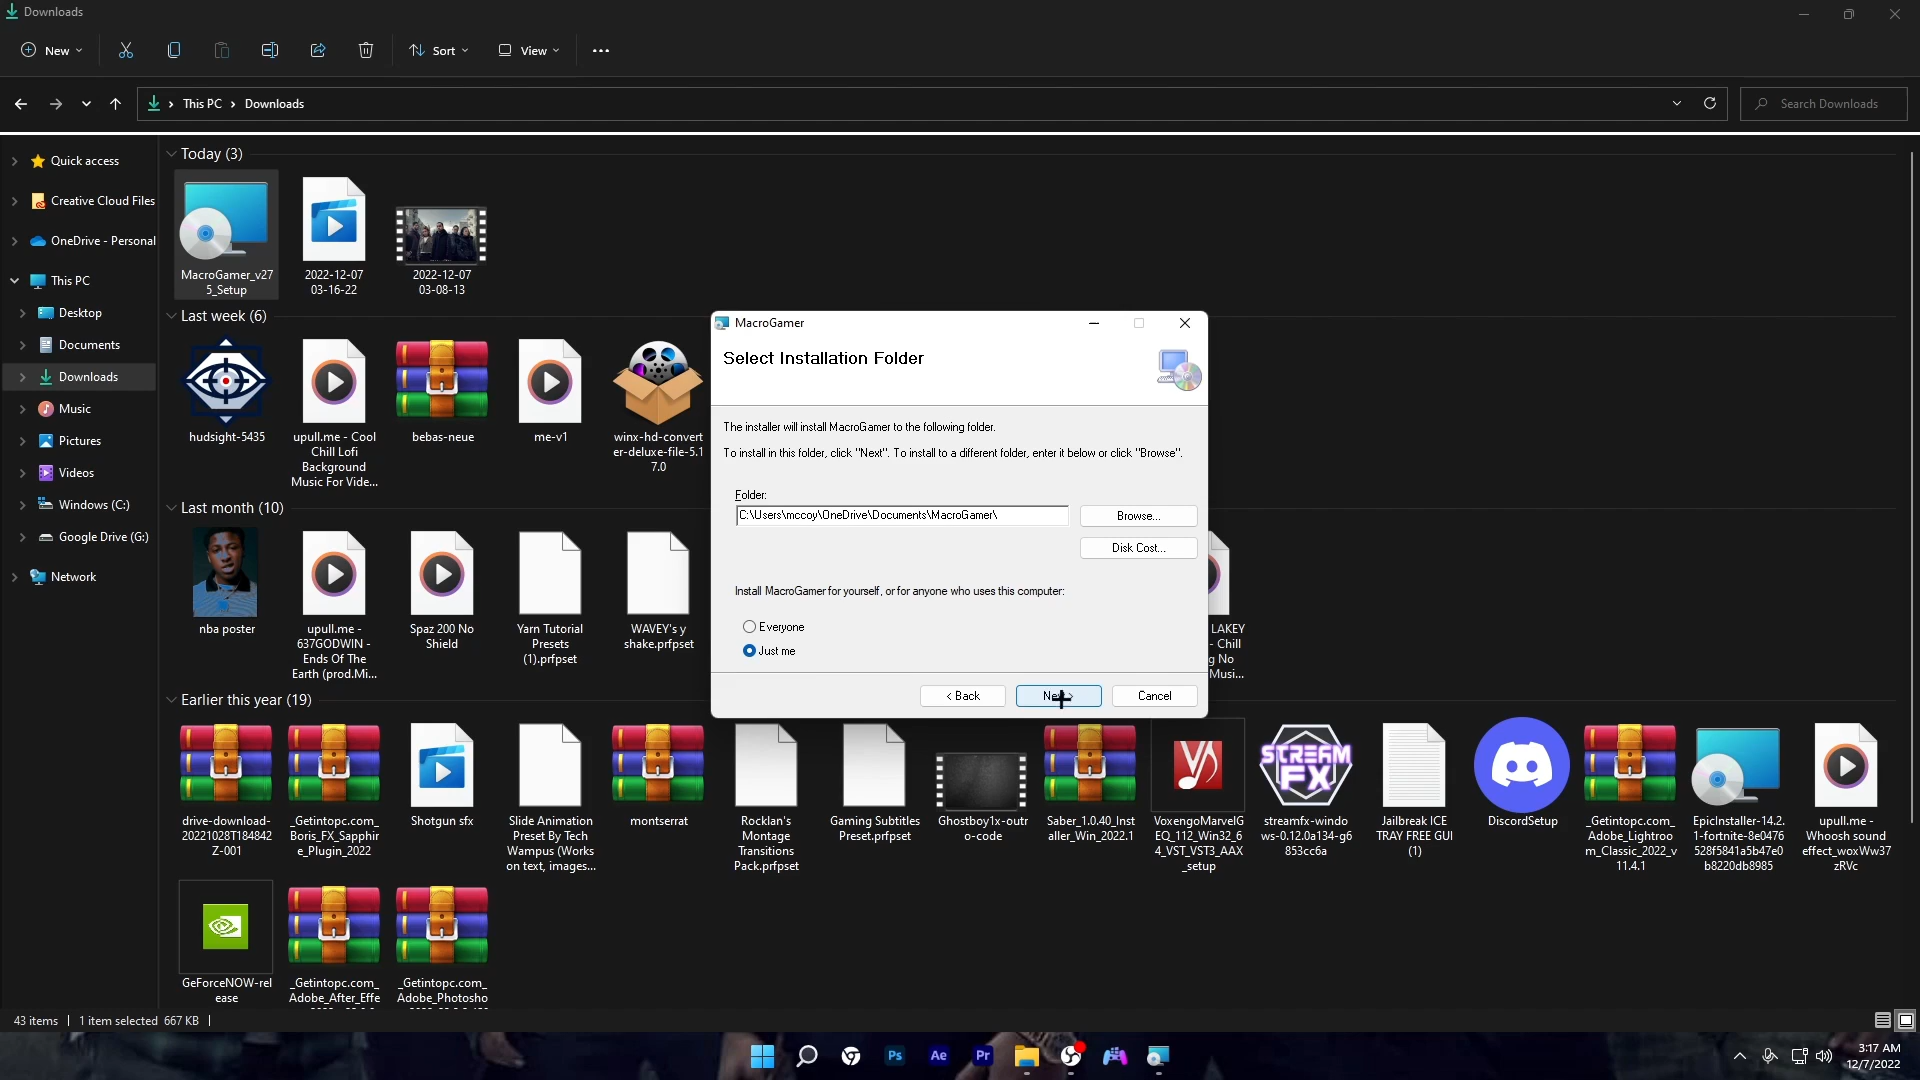 Downloads
New
Sort
View
This PC
Downloads
Search Downloads
Quick access
Creative Cloud Files
OneDrive - Personal
This PC
Desktop
Documents
Downloads
Music
Pictures
Videos
Windows (C:)
Google Drive (G:)
Network
Today (3)
MacroGamer_v27
5_Setup
2022-12-07
03-16-22
2022-12-07
03-08-13
Last week (6)
hudsight-5435
upull.me - Cool
Chill Lofi
Background
Music For Vide...
bebas-neue
me-v1
winx-hd-convert
er-deluxe-file-5.1
7.0
Last month (10)
nba poster
upull.me -
637GODWIN -
Ends Of The
Earth (prod.Mi...
Spaz 200 No
Shield
Yarn Tutorial
Presets
(1).prfpset
WAVEY's y
shake.prfpset
LAKEY
- Chill
g No
Musi...
MacroGamer
Select Installation Folder
The installer will install MacroGamer to the following folder.
To install in this folder, click "Next". To install to a different folder, enter it below or click "Browse".
Folder:
C:\Users\mccoy\OneDrive\Documents\MacroGamer\
Browse...
Disk Cost...
Install MacroGamer for yourself, or for anyone who uses this computer:
Everyone
Just me
< Back
Cancel
Earlier this year (19)
drive-download-
20221028T184842
Z-001
_Getintopc.com_
Boris_FX_Sapphir
e_Plugin_2022
Shotgun sfx
Slide Animation
Preset By Tech
Wampus (Works
on text, images...
montserrat
Rocklan's
Montage
Transitions
Pack.prfpset
Gaming Subtitles
Preset.prfpset
Ghostboy1x-outr
o-code
Saber_1.0.40_Inst
aller_Win_2022.1
VoxengoMarvelG
EQ_112_Win32_6
4_VST_VST3_AAX
_setup
STREAM
FX
streamfx-windo
ws-0.12.0a134-g6
853cc6a
Jailbreak ICE
TRAY FREE GUI
(1)
DiscordSetup
_Getintopc.com_
Adobe_Lightroo
m_Classic_2022_v
11.4.1
EpicInstaller-14.2.
1-fortnite-8e0476
528f5841a5b47e0
b8220db8985
upull.me -
Whoosh sound
effect_woxWw37
zRVc
GeForceNOW-rel
ease
_Getintopc.com_
Adobe_After_Effe
_Getintopc.com_
Adobe_Photosho
43 items
1 item selected 667 KB
Ps
Ae
Pr
3:17 AM
12/7/2022